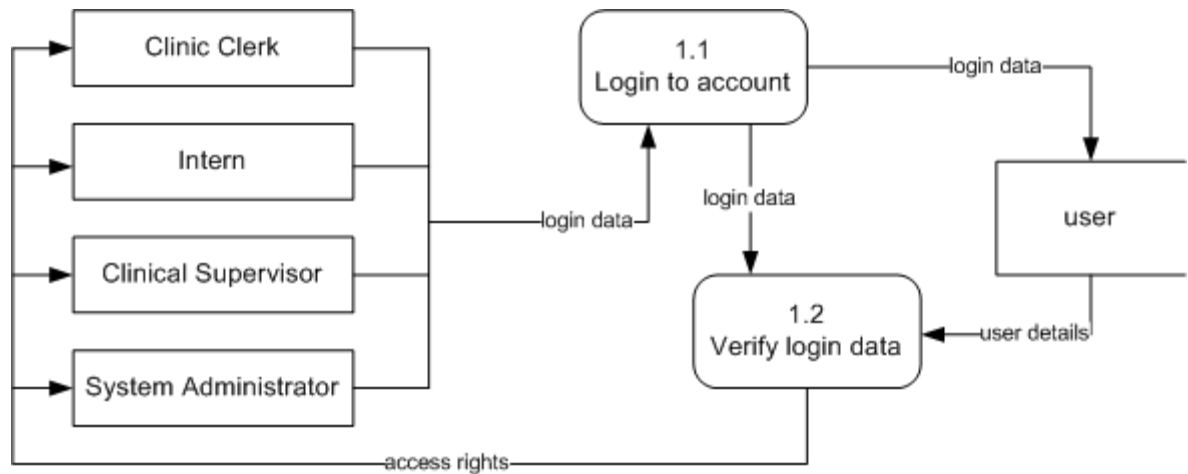 Clinic Clerk
Intern
Clinical Supervisor
System Administrator
login data
1.1
Login to account
login data
login data
user
1.2
Verify login data
user details
access rights